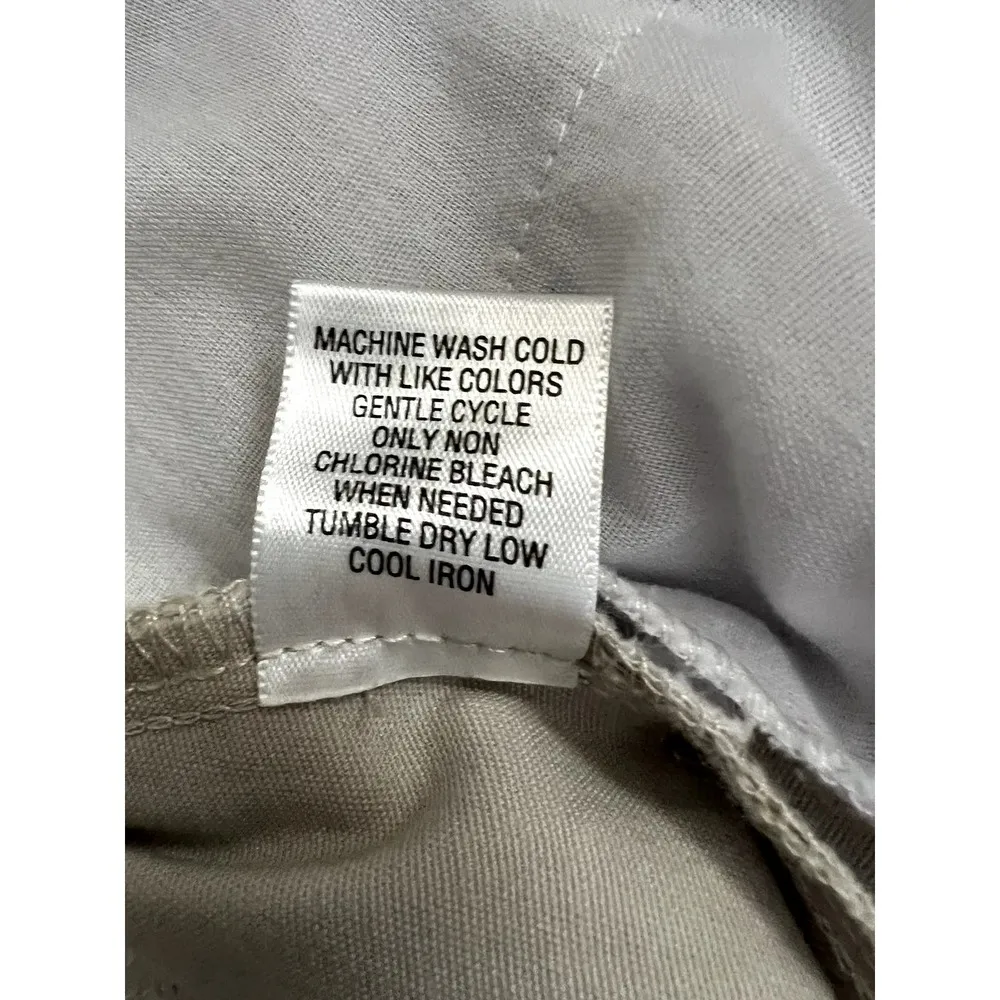 MACHINE WASH COLD
WITH LIKE COLORS
GENTLE CYCLE
ONLY NON
CHLORINE BLEACH
WHEN NEEDED
TUMBLE DRY LOW
COOL IRON